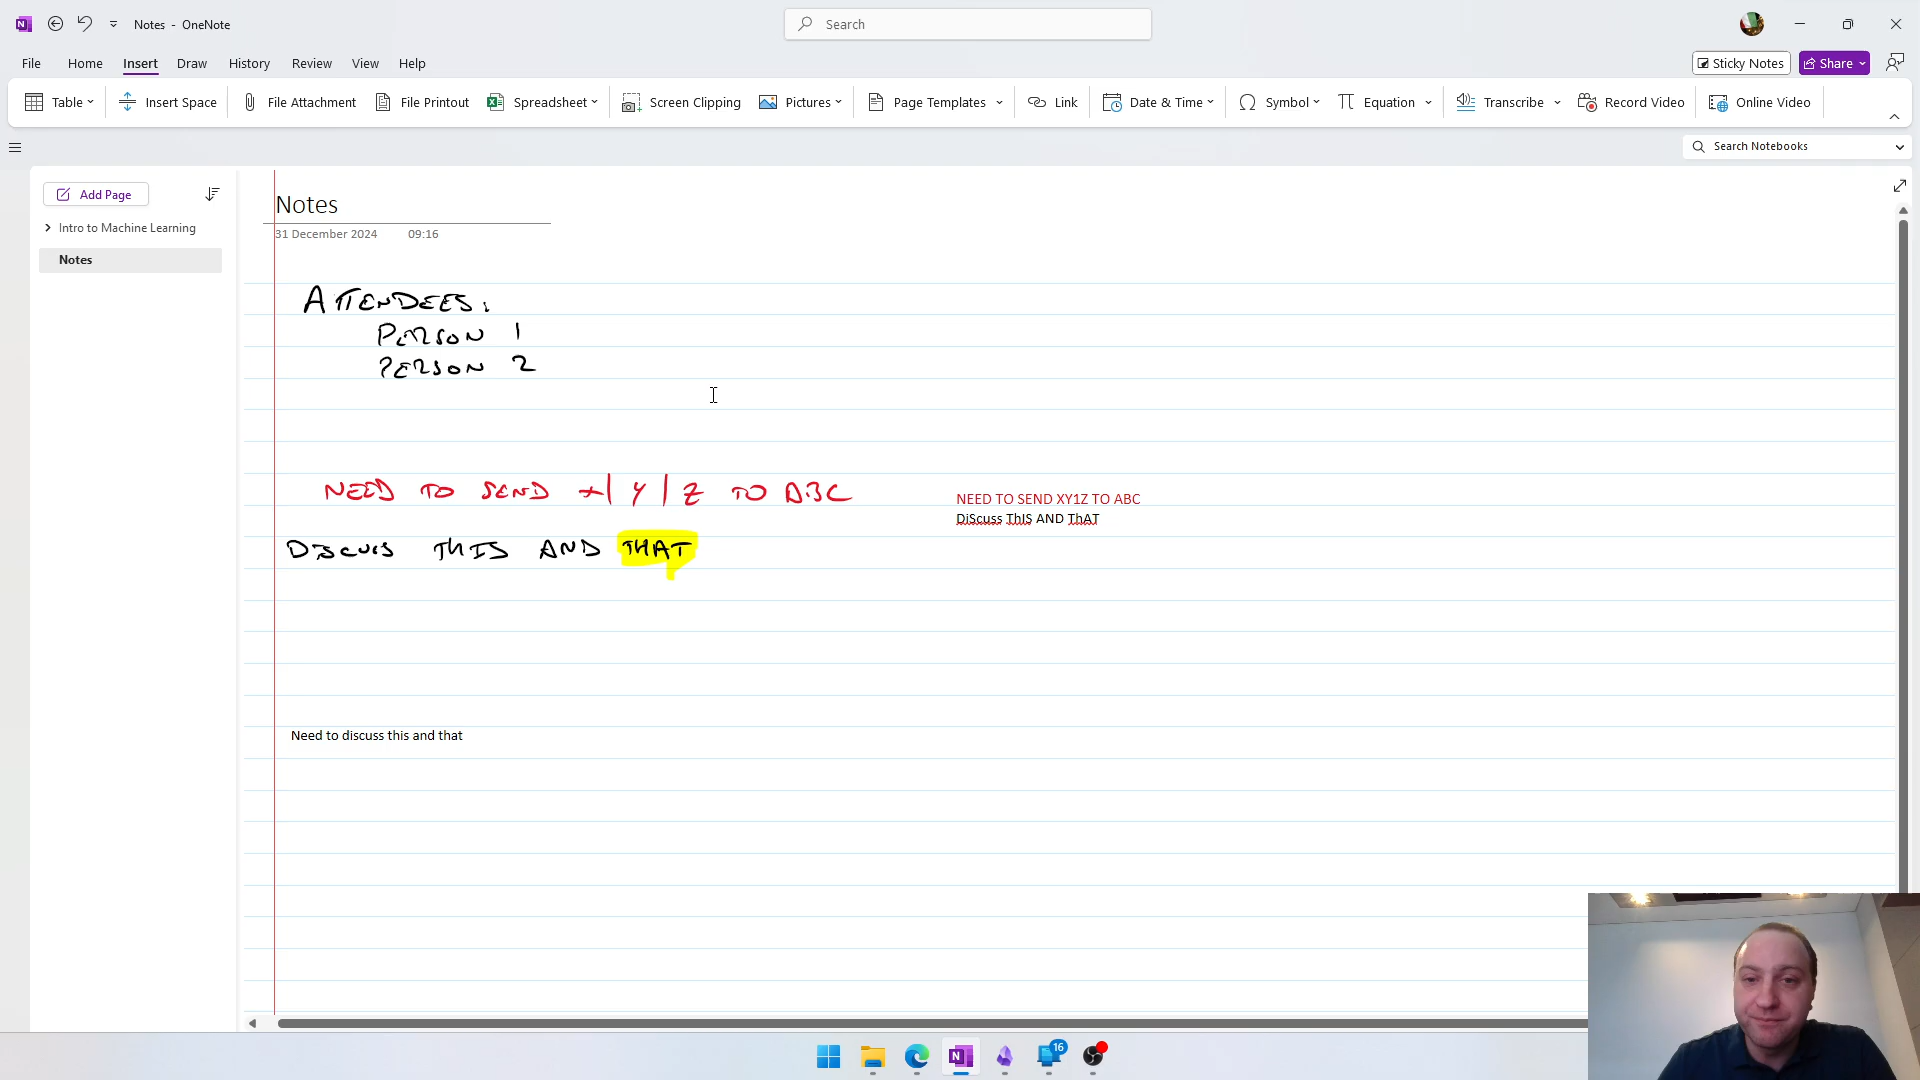 Notes - OneNote
Search
File Home Insert Draw History Review View Help
Sticky Notes Share
Table Insert Space File Attachment File Printout Spreadsheet Screen Clipping Pictures Page Templates Link Date & Time Symbol Equation Transcribe Record Video Online Video
Search Notebooks
Add Page
Intro to Machine Learning
Notes
Notes
31 December 2024 09:16
ATTENDEES:
PERSON 1
PERSON 2
NEED TO SEND X | Y | Z TO ABC
DISCUSS THIS AND THAT
NEED TO SEND XY1Z TO ABC
DiScuss ThIS AND ThAT
Need to discuss this and that
16